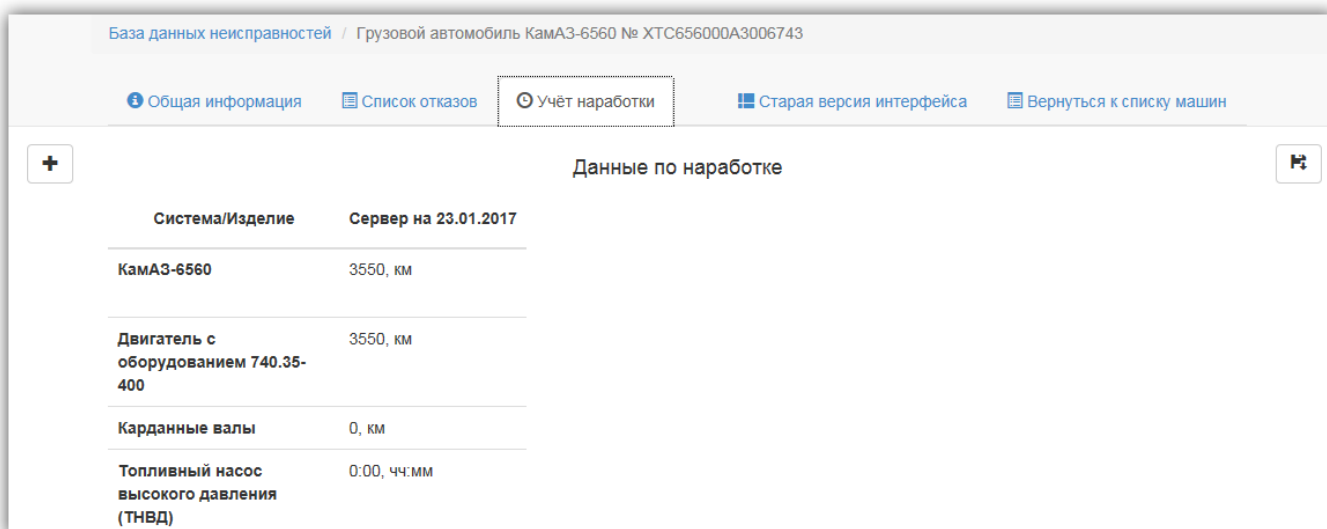 База данных неисправностей / Грузовой автомобиль КамАЗ-6560 № XTC656000A3006743
Общая информация Список отказов Учёт наработки Старая версия интерфейса Вернуться к списку машин
Данные по наработке
Система/Изделие Сервер на 23.01.2017
КамАЗ-6560 3550, км
Двигатель с 3550, км
оборудованием 740.35-
400
Карданные валы 0, км
Топливный насос 0:00, чч:мм
высокого давления
(ТНВД)